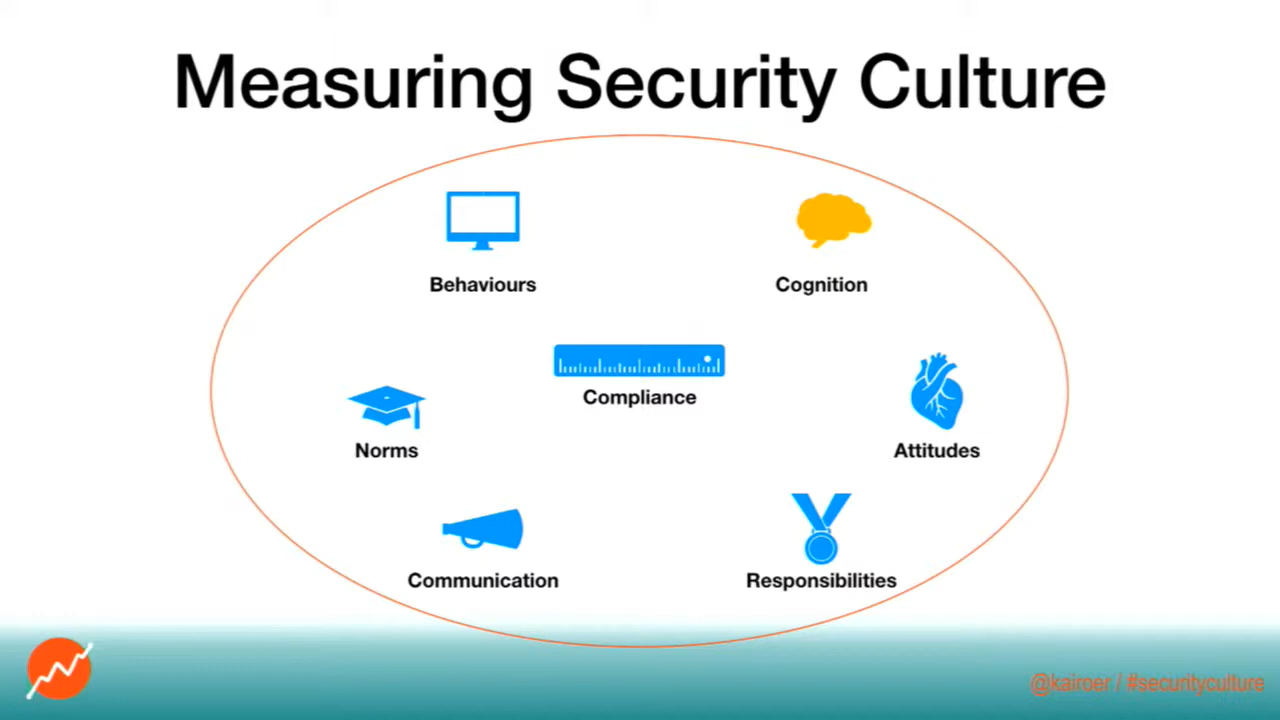 Measuring Security Culture
Behaviours
Cognition
Compliance
Norms
Attitudes
Communication
Responsibilities
@kairoer / #securityculture